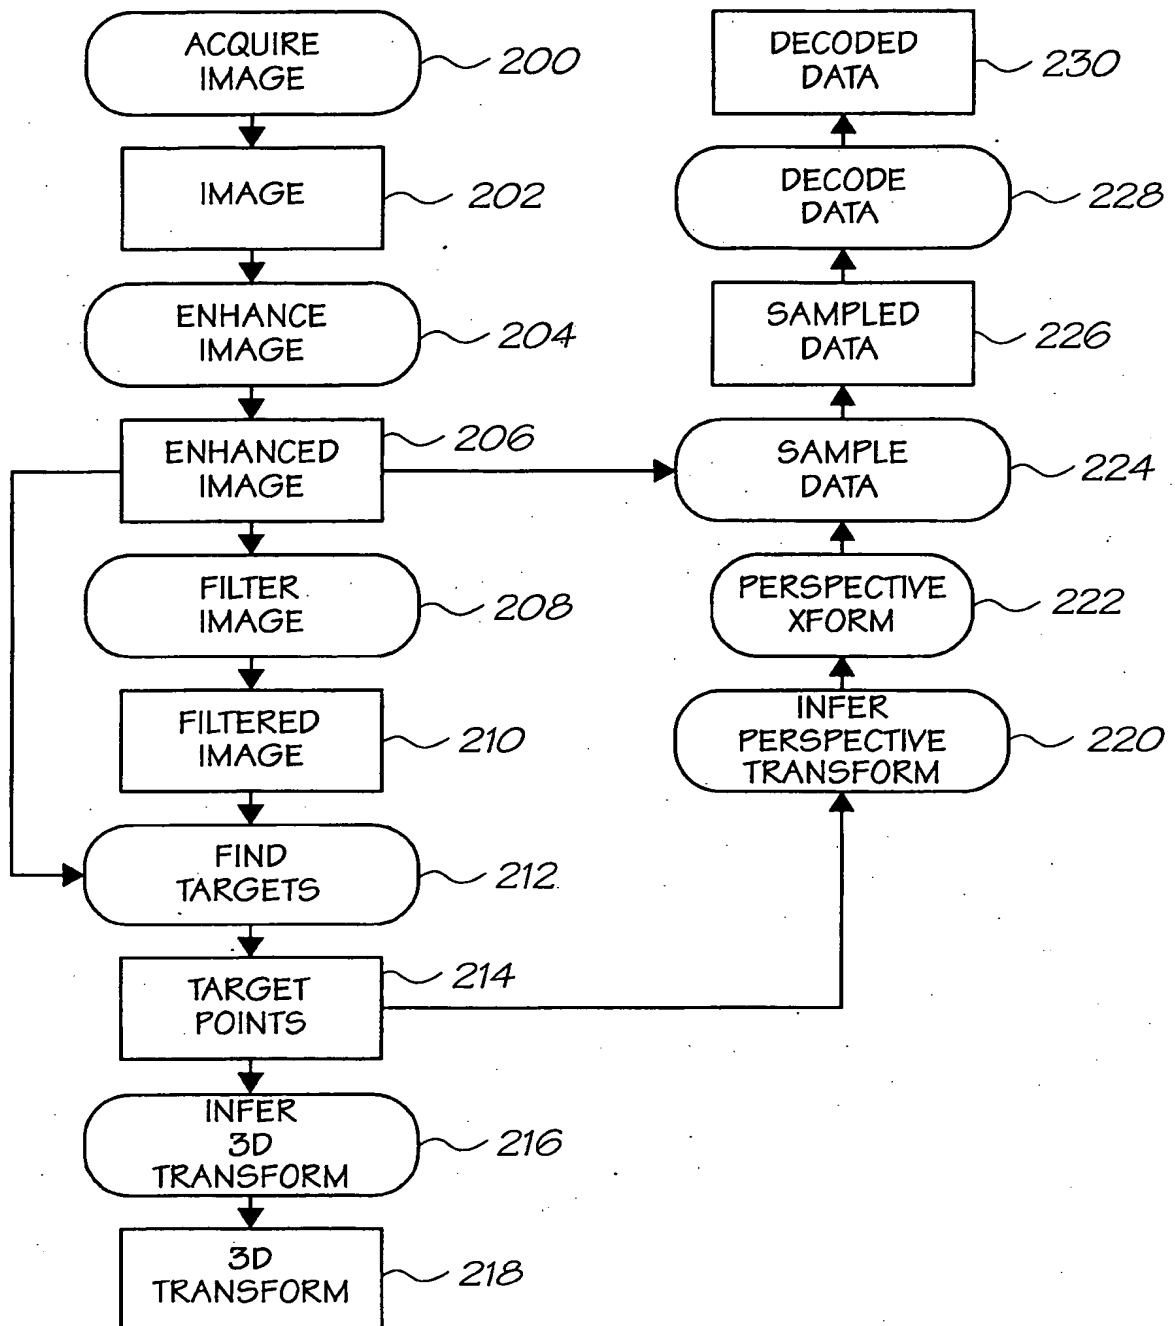 ACQUIRE
IMAGE
200
IMAGE
202
ENHANCE
IMAGE
204
ENHANCED
IMAGE
206
FILTER
IMAGE
208
FILTERED
IMAGE
210
FIND
TARGETS
212
TARGET
POINTS
214
INFER
3D
TRANSFORM
216
3D
TRANSFORM
218
DECODED
DATA
230
DECODE
DATA
228
SAMPLED
DATA
226
SAMPLE
DATA
224
PERSPECTIVE
XFORM
222
INFER
PERSPECTIVE
TRANSFORM
220